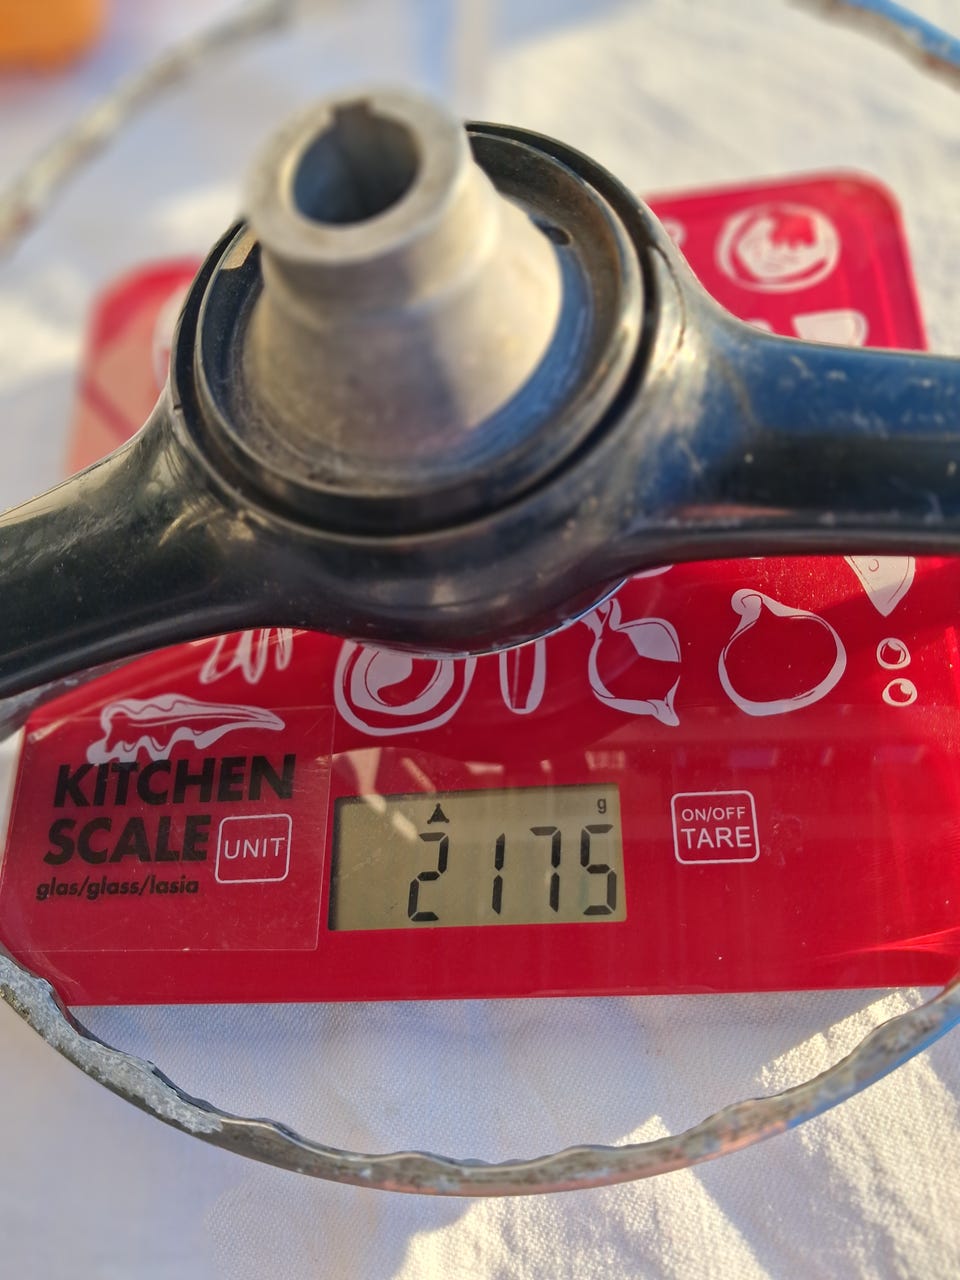 KITCHEN
SCALE
glas/glass/lasia
UNIT
g
2175
ON/OFF
TARE